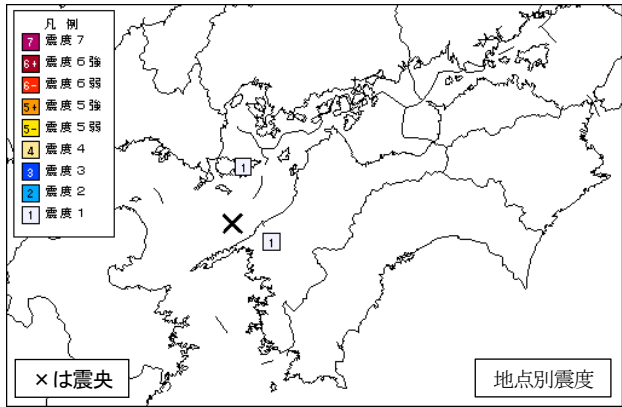 凡 例
7 震度7
6+ 震度6強
6- 震度6弱
5+ 震度5強
5- 震度5弱
4 震度4
3 震度3
2 震度2
1 震度1
1
1
×は震央
地点別震度